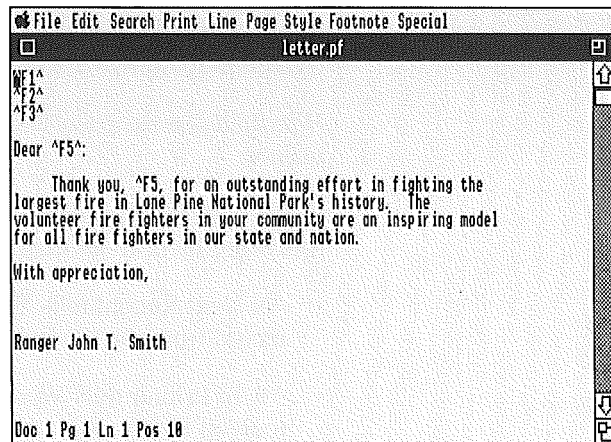 File Edit Search Print Line Page Style Footnote Special
letter.pf
^F1^
^F2^
^F3^
Dear ^F5^:
Thank you, ^F5, for an outstanding effort in fighting the
largest fire in Lone Pine National Park's history. The
volunteer fire fighters in your community are an inspiring model
for all fire fighters in our state and nation.
With appreciation,
Ranger John T. Smith
Doc 1 Pg 1 Ln 1 Pos 10